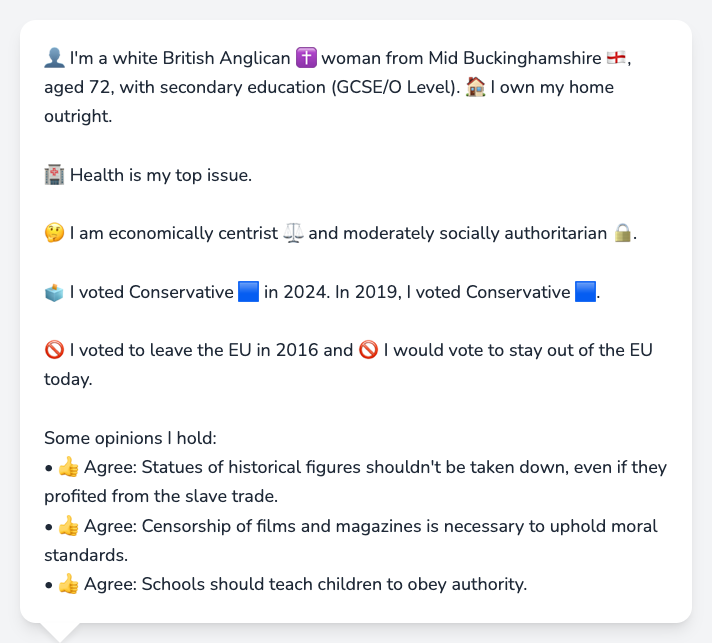 👤 I'm a white British Anglican ✝️ woman from Mid Buckinghamshire 🏴󠁧󠁢󠁥󠁮󠁧󠁿,
aged 72, with secondary education (GCSE/O Level). 🏠 I own my home
outright.
🏥 Health is my top issue.
🤔 I am economically centrist ⚖️ and moderately socially authoritarian 🔒.
🗳️ I voted Conservative 🟦 in 2024. In 2019, I voted Conservative 🟦.
🚫 I voted to leave the EU in 2016 and 🚫 I would vote to stay out of the EU
today.
Some opinions I hold:
• 👍 Agree: Statues of historical figures shouldn't be taken down, even if they
profited from the slave trade.
• 👍 Agree: Censorship of films and magazines is necessary to uphold moral
standards.
• 👍 Agree: Schools should teach children to obey authority.